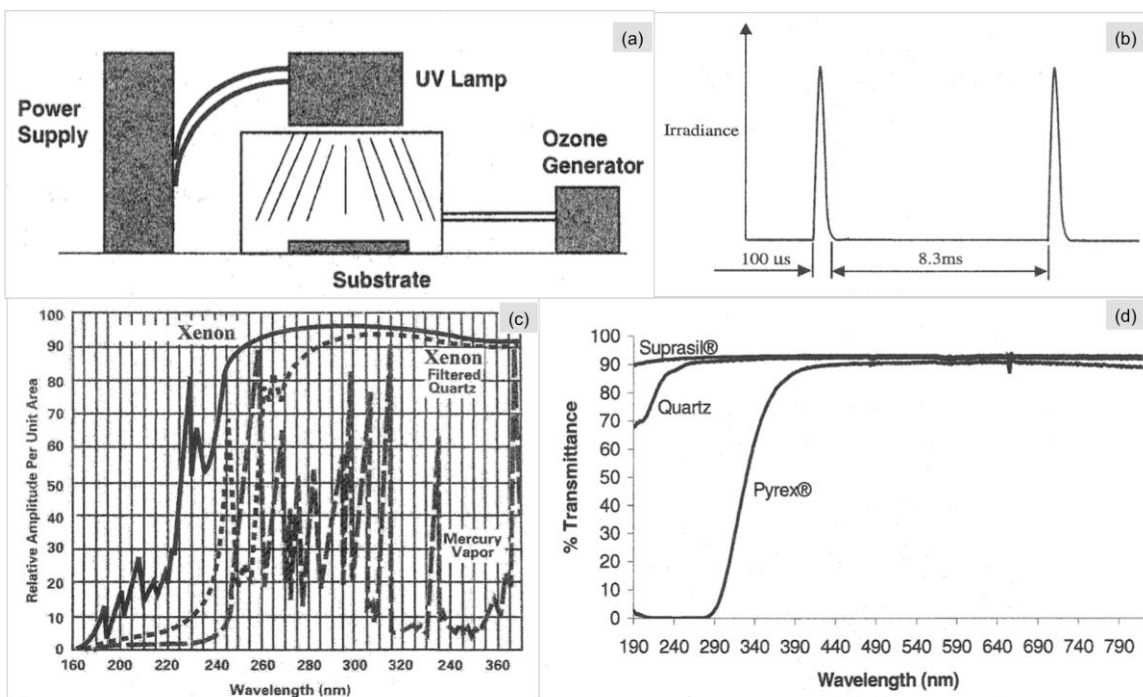 (a)
UV Lamp
Power
Supply
Ozone
Generator
Substrate
(b)
Irradiance
100 µs
8.3ms
(c)
Relative Amplitude Per Unit Area
100
90
80
70
60
50
40
30
20
10
0
Xenon
Xenon
Filtered
Quartz
Mercury
Vapor
160 200 220 240 260 280 300 320 340 360
Wavelength (nm)
(d)
% Transmittance
100
90
80
70
60
50
40
30
20
10
0
Suprasil®
Quartz
Pyrex®
190 240 290 340 390 440 490 540 590 640 690 740 790
Wavelength (nm)